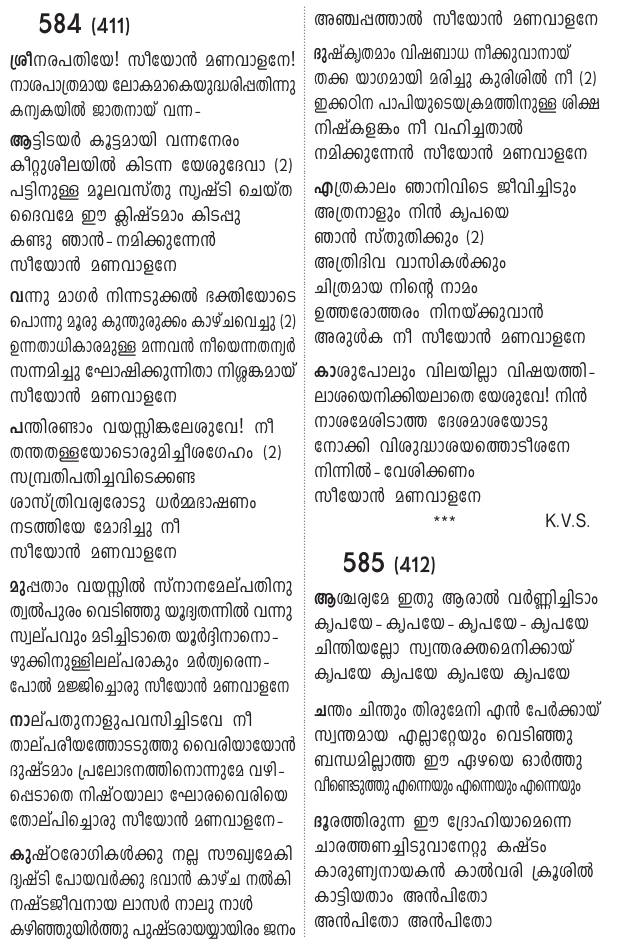 584 (411)
ശ്രീനരപതിയേ! സീയോൻ മണവാളനേ!
നാശപാത്രമായ ലോകമാകെയുദ്ധരിപ്പതിന്നു
കന്യകയിൽ ജാതനായ് വന്ന-
ആട്ടിടയർ കൂട്ടമായി വന്നനേരം
കീറ്റുശീലയിൽ കിടന്ന യേശുദേവാ (2)
പട്ടിനുള്ള മൂലവസ്തു സൃഷ്ടി ചെയ്ത
ദൈവമേ ഈ ക്ലിഷ്ടമാം കിടപ്പു
കണ്ടു ഞാൻ-നമിക്കുന്നേൻ
സീയോൻ മണവാളനേ
വന്നു മാഗർ നിന്നടുക്കൽ ഭക്തിയോടെ
പൊന്നു മൂരു കുന്തുരുക്കം കാഴ്ചവെച്ചു (2)
ഉന്നതാധികാരമുള്ള മന്നവൻ നീയെന്നതന്യർ
സന്നമിച്ചു ഘോഷിക്കുന്നിതാ നിശ്ശങ്കമായ്
സീയോൻ മണവാളനേ
പന്തിരണ്ടാം വയസ്സിങ്കലേശുവേ! നീ
തന്തതള്ളയോടൊരുമിച്ചീശഗേഹം (2)
സമ്പ്രതിപതിച്ചവിടെക്കണ്ട
ശാസ്ത്രിവര്യരോടു ധർമ്മഭാഷണം
നടത്തിയേ മോദിച്ചു നീ
സീയോൻ മണവാളനേ
മുപ്പതാം വയസ്സിൽ സ്നാനമേല്പതിനു
ത്വൽപുരം വെടിഞ്ഞു യൂദ്യതന്നിൽ വന്നു
സ്വല്പവും മടിച്ചിടാതെ യൂർദ്ദിനാനൊ-
ഴുക്കിനുള്ളിലല്പരാകും മർത്യരെന്ന-
പോൽ മജ്ജിച്ചൊരു സീയോൻ മണവാളനേ
നാല്പതുനാളുപവസിച്ചിടവേ നീ
താല്പരീയത്തോടടുത്തു വൈരിയായോൻ
ദുഷ്ടമാം പ്രലോഭനത്തിനൊന്നുമേ വഴി-
പ്പെടാതെ നിഷ്ഠയാലാ ഘോരവൈരിയെ
തോല്പിച്ചൊരു സീയോൻ മണവാളനേ-
കുഷ്ഠരോഗികൾക്കു നല്ല സൗഖ്യമേകി
ദൃഷ്ടി പോയവർക്കു ഭവാൻ കാഴ്ച നൽകി
നഷ്ടജീവനായ ലാസർ നാലു നാൾ
കഴിഞ്ഞുയിർത്തു പുഷ്ടരായയ്യായിരം ജനം
അഞ്ചപ്പത്താൽ സീയോൻ മണവാളനേ
ദുഷ്കൃതമാം വിഷബാധ നീക്കുവാനായ്
തക്ക യാഗമായി മരിച്ചു കുരിശിൽ നീ (2)
ഇക്കഠിന പാപിയുടെയക്രമത്തിനുള്ള ശിക്ഷ
നിഷ്കളങ്കം നീ വഹിച്ചതാൽ
നമിക്കുന്നേൻ സീയോൻ മണവാളനേ
എത്രകാലം ഞാനിവിടെ ജീവിച്ചിടും
അത്രനാളും നിൻ കൃപയെ
ഞാൻ സ്തുതിക്കും (2)
അത്രിദിവ വാസികൾക്കും
ചിത്രമായ നിന്റെ നാമം
ഉത്തരോത്തരം നിനയ്ക്കുവാൻ
അരുൾക നീ സീയോൻ മണവാളനേ
കാശുപോലും വിലയില്ലാ വിഷയത്തി-
ലാശയെനിക്കിയലാതെ യേശുവേ! നിൻ
നാശമേശിടാത്ത ദേശമാശയോടു
നോക്കി വിശുദ്ധാശയത്തൊടീശനേ
നിന്നിൽ-വേശിക്കണം
സീയോൻ മണവാളനേ
*** K.V.S.
585 (412)
ആശ്ചര്യമേ ഇതു ആരാൽ വർണ്ണിച്ചിടാം
കൃപയേ-കൃപയേ-കൃപയേ-കൃപയേ
ചിന്തിയല്ലോ സ്വന്തരക്തമെനിക്കായ്
കൃപയേ കൃപയേ കൃപയേ കൃപയേ
ചന്തം ചിന്തും തിരുമേനി എൻ പേർക്കായ്
സ്വന്തമായ എല്ലാറ്റേയും വെടിഞ്ഞു
ബന്ധമില്ലാത്ത ഈ ഏഴയെ ഓർത്തു
വീണ്ടെടുത്തു എന്നെയും എന്നെയും എന്നെയും
ദൂരത്തിരുന്ന ഈ ദ്രോഹിയാമെന്നെ
ചാരത്തണച്ചിടുവാനേറ്റു കഷ്ടം
കാരുണ്യനായകൻ കാൽവരി ക്രൂശിൽ
കാട്ടിയതാം അൻപിതോ
അൻപിതോ അൻപിതോ